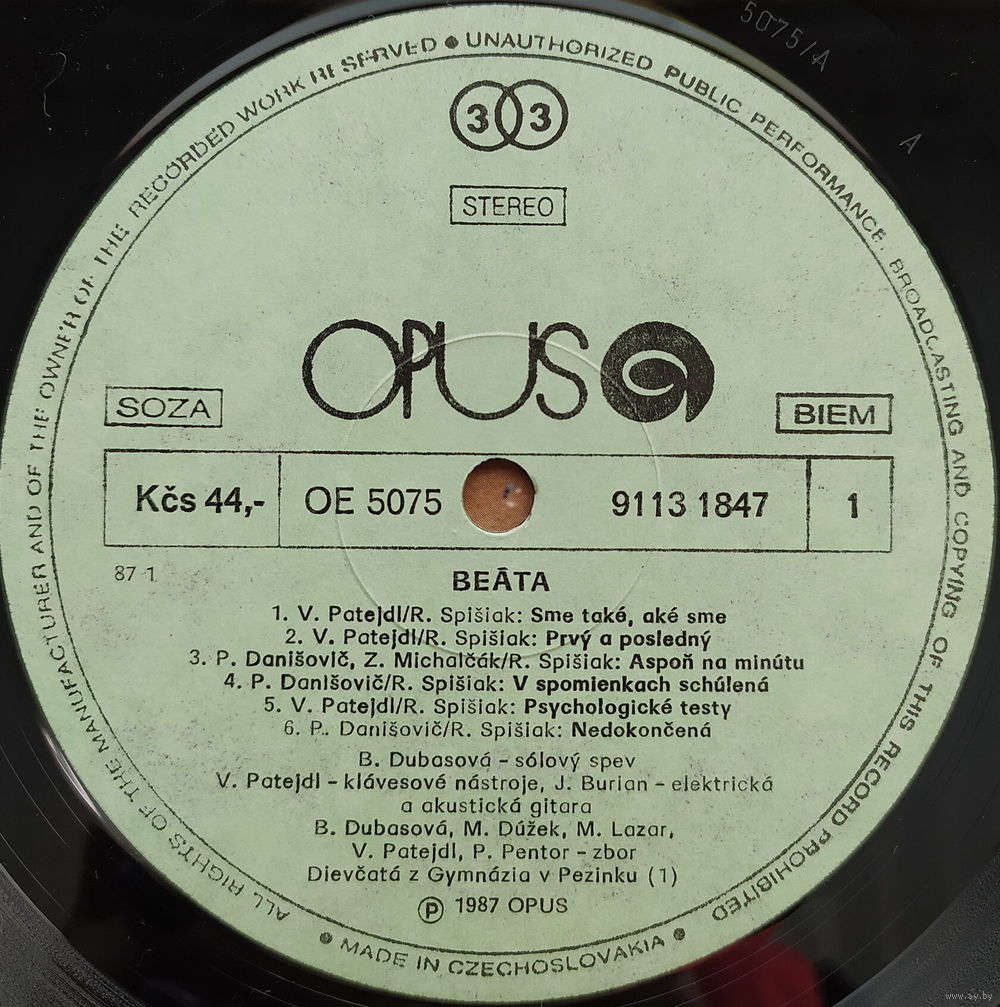 5075/A
A
ALL RIGHTS OF THE MANUFACTURER AND OF THE OWNER OF THE RECORDED WORK RESERVED ● UNAUTHORIZED PUBLIC PERFORMANCE, BROADCASTING AND COPYING OF THIS RECORD PROHIBITED
33
STEREO
OPUS
SOZA
BIEM
Kčs 44,- OE 5075 9113 1847 1
87 1
BEÁTA
1. V. Patejdl/R. Spišiak: Sme také, aké sme
2. V. Patejdl/R. Spišiak: Prvý a posledný
3. P. Danišovič, Z. Michalčák/R. Spišiak: Aspoň na minútu
4. P. Danišovič/R. Spišiak: V spomienkach schúlená
5. V. Patejdl/R. Spišiak: Psychologické testy
6. P. Danišovič/R. Spišiak: Nedokončená
B. Dubasová – sólový spev
V. Patejdl – klávesové nástroje, J. Burian – elektrická
a akustická gitara
B. Dubasová, M. Dúžek, M. Lazar,
V. Patejdl, P. Pentor – zbor
Dievčatá z Gymnázia v Pezinku (1)
Ⓟ 1987 OPUS
● MADE IN CZECHOSLOVAKIA ●
www.ay.by